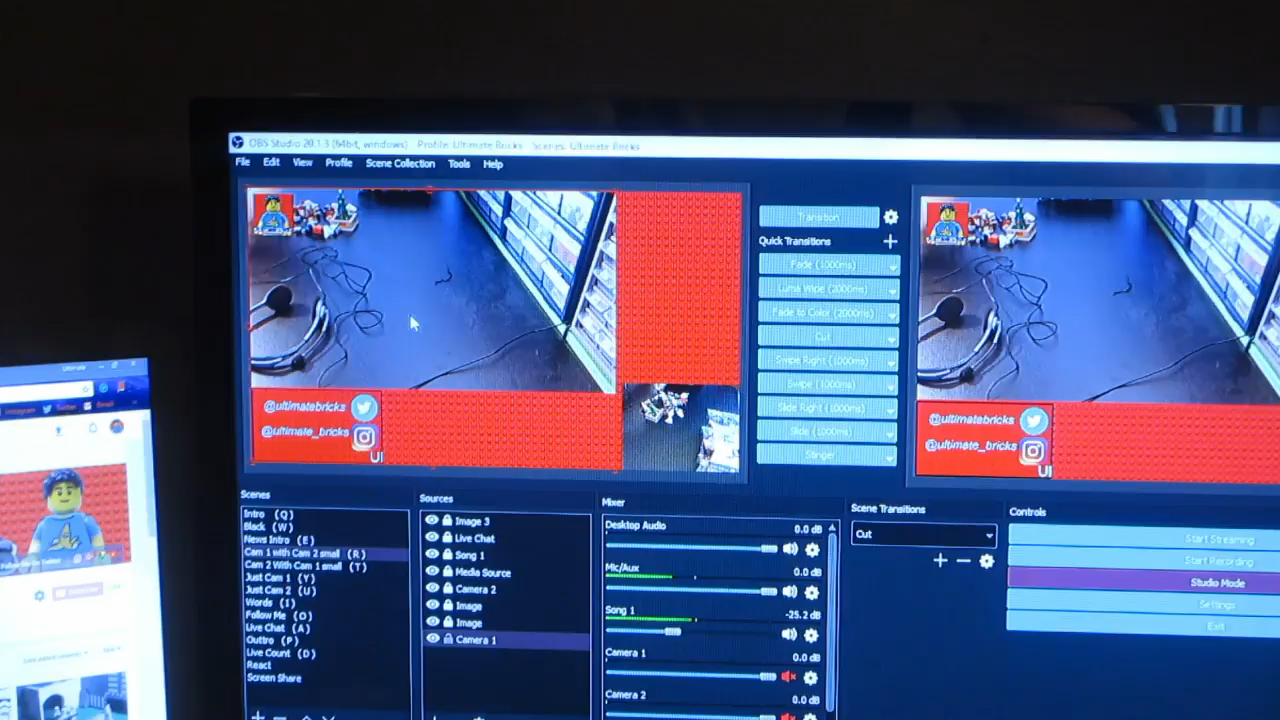 OBS Studio 20.1.3 (64bit, windows) Profile: Ultimate Bricks Scenes: Ultimate Bricks
File Edit View Profile Scene Collection Tools Help
Transition
Quick Transitions
Fade (1000ms)
Luma Wipe (2000ms)
Fade to Color (2000ms)
Cut
Swipe Right (1000ms)
Swipe (1000ms)
Slide Right (1000ms)
Slide (1000ms)
Stinger
@ultimatebricks
@ultimate_bricks
Ul
@ultimatebricks
@ultimate_bricks
Ul
Scenes
Intro (Q)
Black (W)
News Intro (E)
Cam 1 with Cam 2 small (R)
Cam 2 With Cam 1 small (T)
Just Cam 1 (Y)
Just Cam 2 (U)
Words (I)
Follow Me (O)
Live Chat (A)
Outtro (P)
Live Count (D)
React
Screen Share
Sources
Image 3
Live Chat
Song 1
Media Source
Camera 2
Image
Image
Camera 1
Mixer
Desktop Audio 0.0 dB
Mic/Aux 0.0 dB
Song 1 -25.2 dB
Camera 1 0.0 dB
Camera 2 0.0 dB
Scene Transitions
Cut
Controls
Start Streaming
Start Recording
Studio Mode
Settings
Exit
Ultimate
Instagram Twitter Gmail